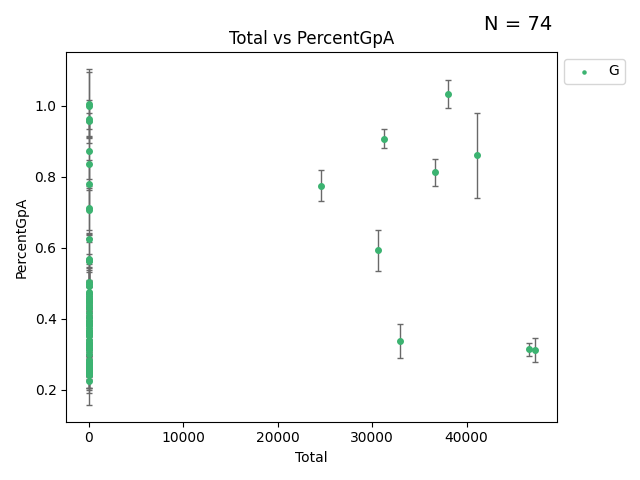 N = 74
Total vs PercentGpA
G
PercentGpA
1.0
0.8
0.6
0.4
0.2
0 10000 20000 30000 40000
Total